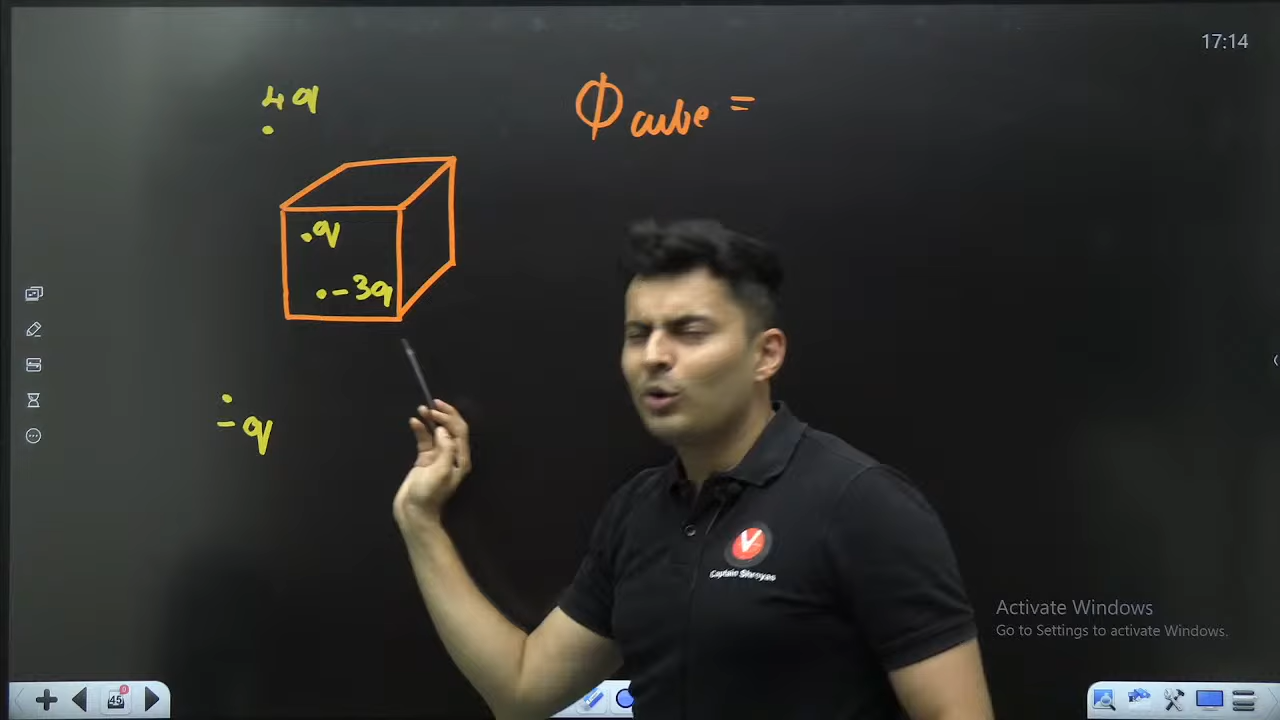 17:14
4q
Φcube =
.q
.-3q
-q
V
Captain Shreyas
45
Activate Windows
Go to Settings to activate Windows.